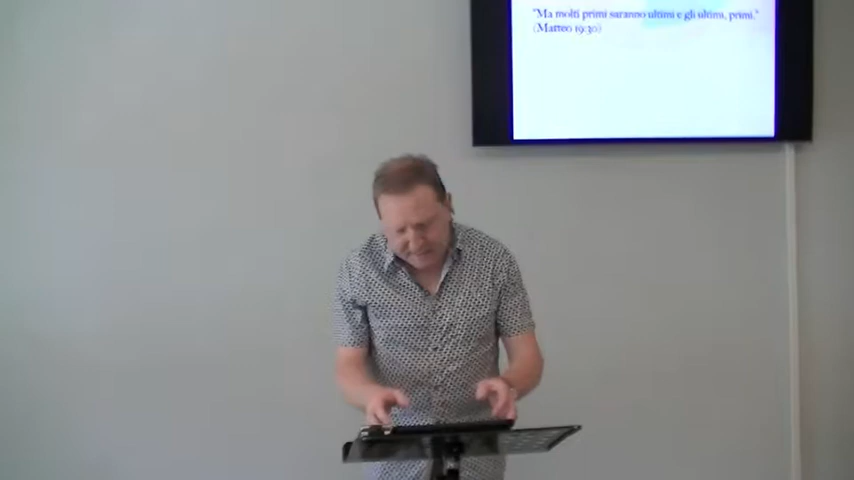 "Ma molti primi saranno ultimi e gli ultimi, primi."
(Matteo 19:30)